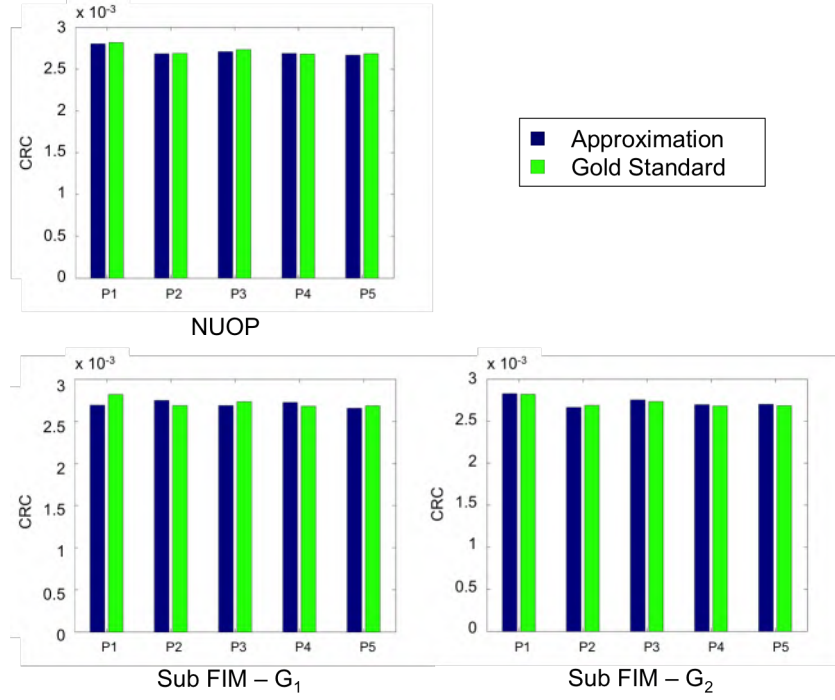 x 10⁻³
3
2.5
2
1.5
1
0.5
0
CRC
P1 P2 P3 P4 P5
NUOP
Approximation
Gold Standard
x 10⁻³
3
2.5
2
1.5
1
0.5
0
CRC
P1 P2 P3 P4 P5
Sub FIM – G₁
x 10⁻³
3
2.5
2
1.5
1
0.5
0
CRC
P1 P2 P3 P4 P5
Sub FIM – G₂